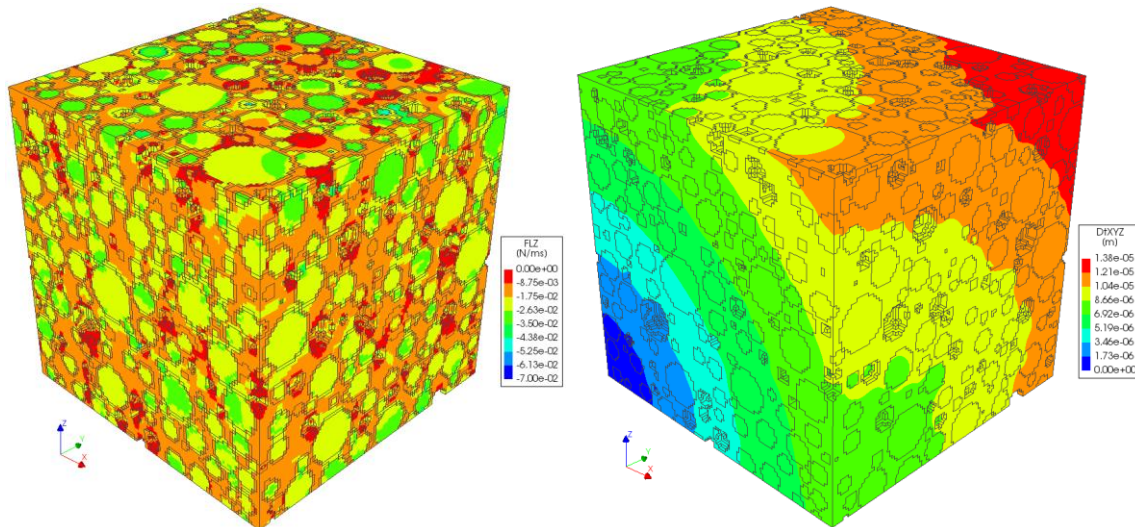 FLZ
(N/ms)
0.00e+00
-8.75e-03
-1.75e-02
-2.63e-02
-3.50e-02
-4.38e-02
-5.25e-02
-6.13e-02
-7.00e-02
Z
Y
X
DtXYZ
(m)
1.38e-05
1.21e-05
1.04e-05
8.66e-06
6.92e-06
5.19e-06
3.46e-06
1.73e-06
0.00e+00
Z
Y
X